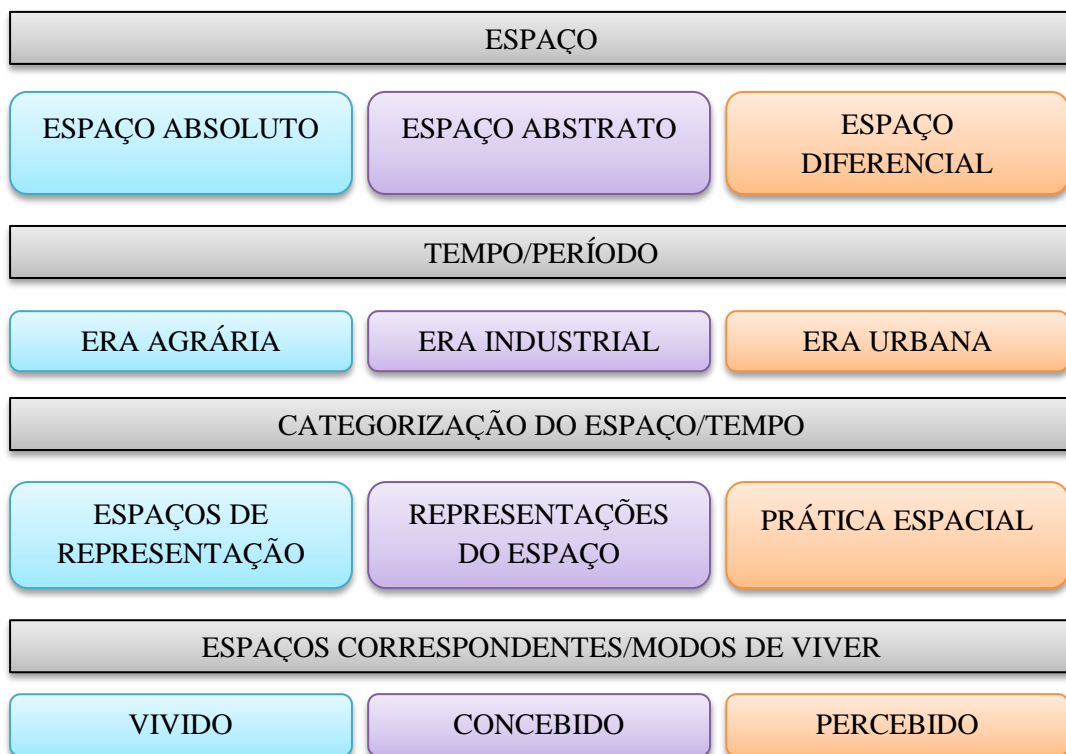 ESPAÇO
ESPAÇO ABSOLUTO
ESPAÇO ABSTRATO
ESPAÇO
DIFERENCIAL
TEMPO/PERÍODO
ERA AGRÁRIA
ERA INDUSTRIAL
ERA URBANA
CATEGORIZAÇÃO DO ESPAÇO/TEMPO
ESPAÇOS DE
REPRESENTAÇÃO
REPRESENTAÇÕES
DO ESPAÇO
PRÁTICA ESPACIAL
ESPAÇOS CORRESPONDENTES/MODOS DE VIVER
VIVIDO
CONCEBIDO
PERCEBIDO